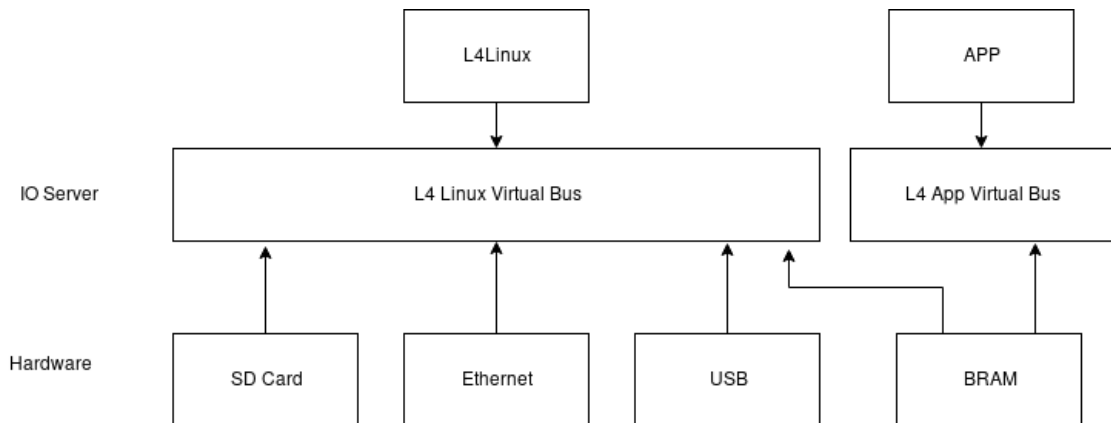 L4Linux
APP
IO Server
L4 Linux Virtual Bus
L4 App Virtual Bus
Hardware
SD Card
Ethernet
USB
BRAM